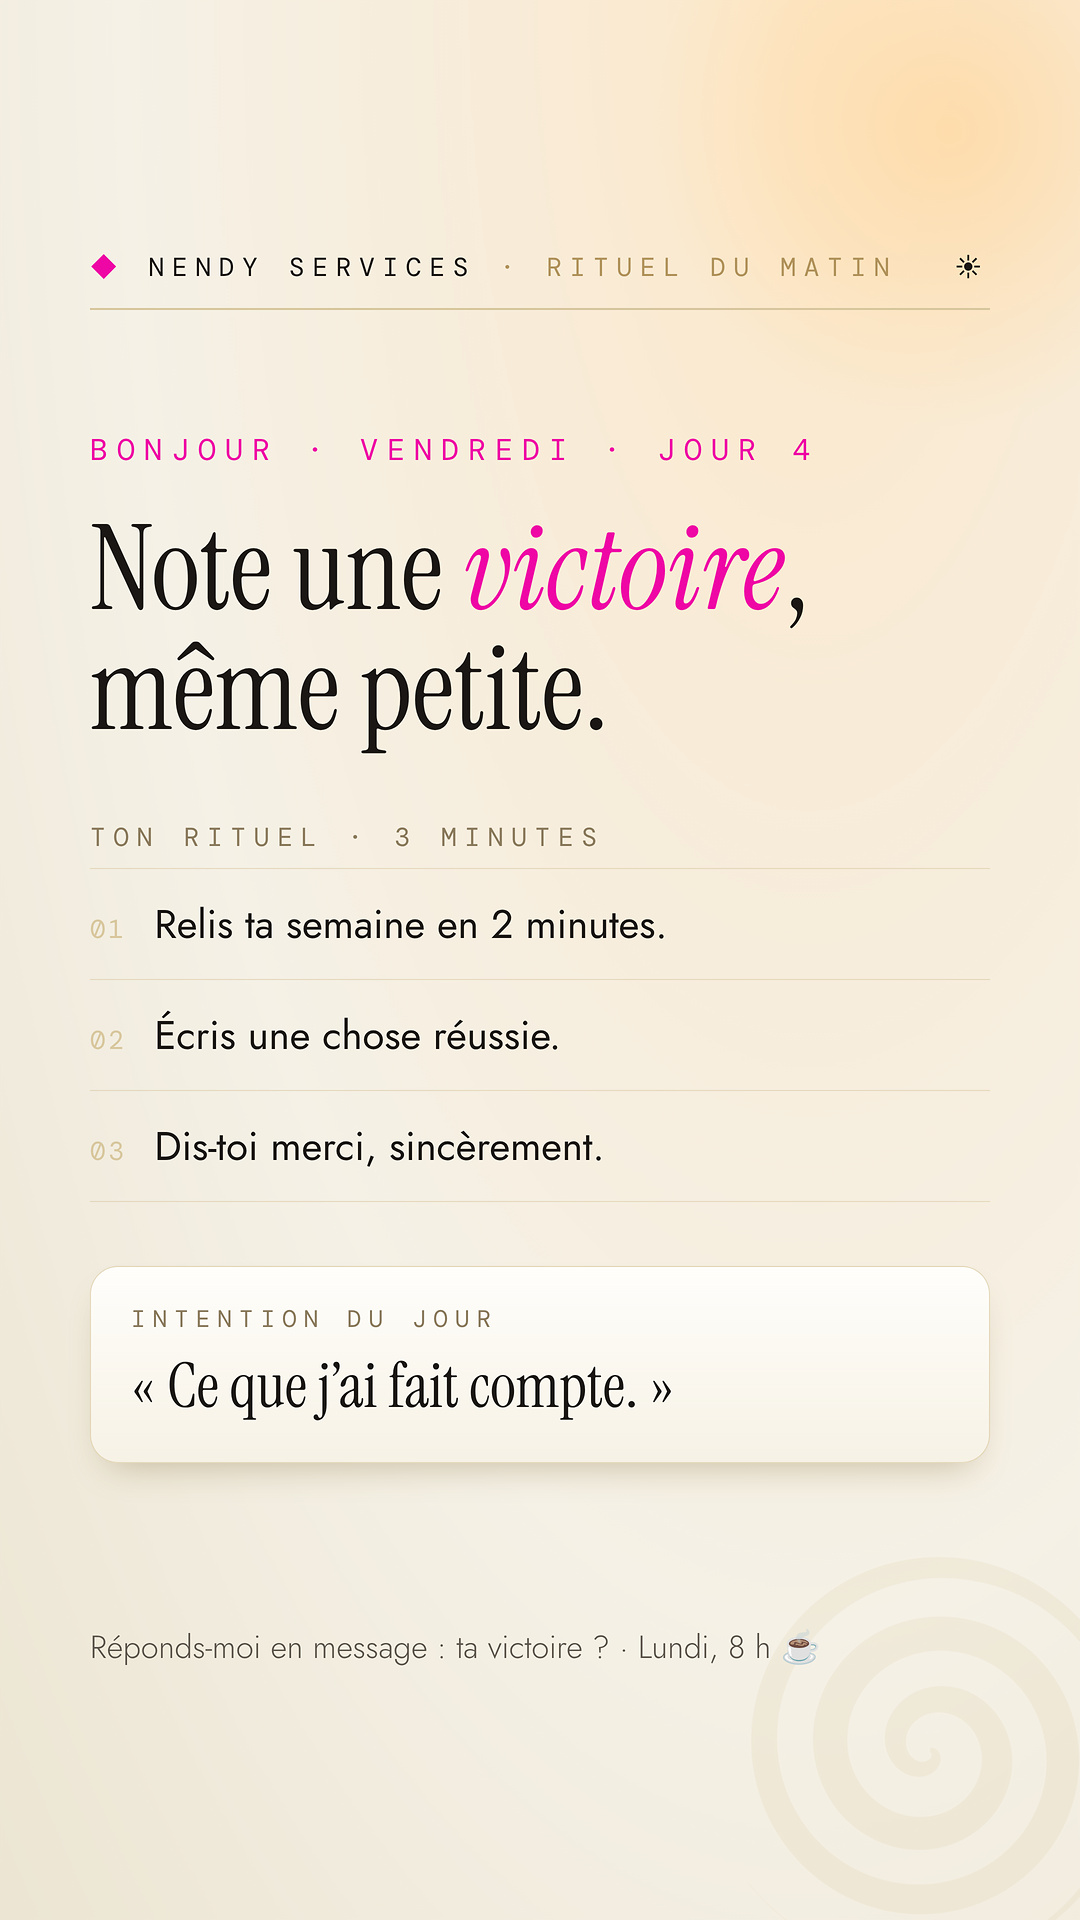 ◆ NENDY SERVICES · RITUEL DU MATIN ☀
BONJOUR · VENDREDI · JOUR 4
Note une victoire,
même petite.
TON RITUEL · 3 MINUTES
01 Relis ta semaine en 2 minutes.
02 Écris une chose réussie.
03 Dis-toi merci, sincèrement.
INTENTION DU JOUR
« Ce que j’ai fait compte. »
Réponds-moi en message : ta victoire ? · Lundi, 8 h ☕